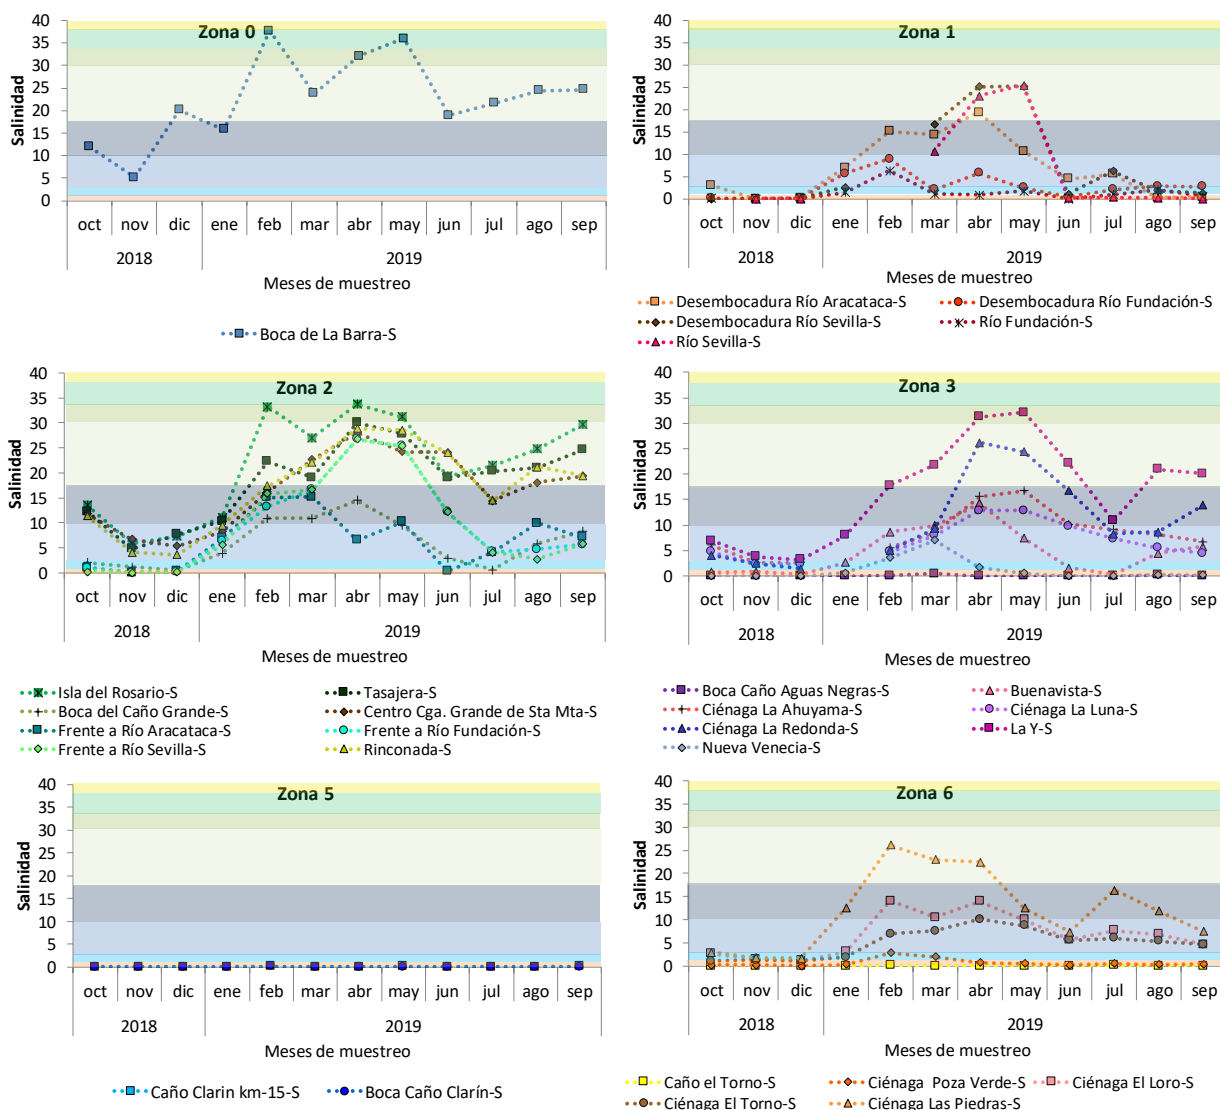 Zona 0
Salinidad
40
35
30
25
20
15
10
5
0
oct nov dic ene feb mar abr may jun jul ago sep
2018 2019
Meses de muestreo
Boca de La Barra-S
Zona 1
Salinidad
40
35
30
25
20
15
10
5
0
oct nov dic ene feb mar abr may jun jul ago sep
2018 2019
Meses de muestreo
Desembocadura Río Aracataca-S Desembocadura Río Fundación-S
Desembocadura Río Sevilla-S Río Fundación-S
Río Sevilla-S
Zona 2
Salinidad
40
35
30
25
20
15
10
5
0
oct nov dic ene feb mar abr may jun jul ago sep
2018 2019
Meses de muestreo
Isla del Rosario-S Tasajera-S
Boca del Caño Grande-S Centro Cga. Grande de Sta Mta-S
Frente a Río Aracataca-S Frente a Río Fundación-S
Frente a Río Sevilla-S Rinconada-S
Zona 3
Salinidad
40
35
30
25
20
15
10
5
0
oct nov dic ene feb mar abr may jun jul ago sep
2018 2019
Meses de muestreo
Boca Caño Aguas Negras-S Buenavista-S
Ciénaga La Ahuyama-S Ciénaga La Luna-S
Ciénaga La Redonda-S La Y-S
Nueva Venecia-S
Zona 5
Salinidad
40
35
30
25
20
15
10
5
0
oct nov dic ene feb mar abr may jun jul ago sep
2018 2019
Meses de muestreo
Caño Clarin km-15-S Boca Caño Clarín-S
Zona 6
Salinidad
40
35
30
25
20
15
10
5
0
oct nov dic ene feb mar abr may jun jul ago sep
2018 2019
Meses de muestreo
Caño el Torno-S Ciénaga Poza Verde-S Ciénaga El Loro-S
Ciénaga El Torno-S Ciénaga Las Piedras-S